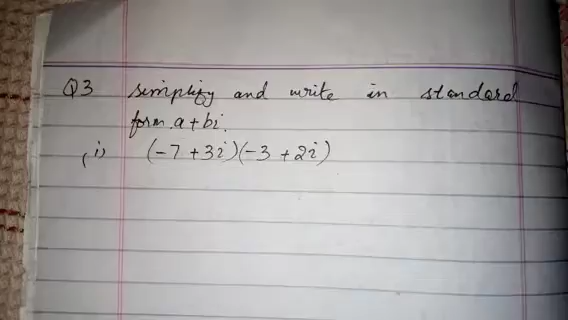 Q3 simplify and write in standard
form a+bi.
(i) (-7+3i)(-3+2i)